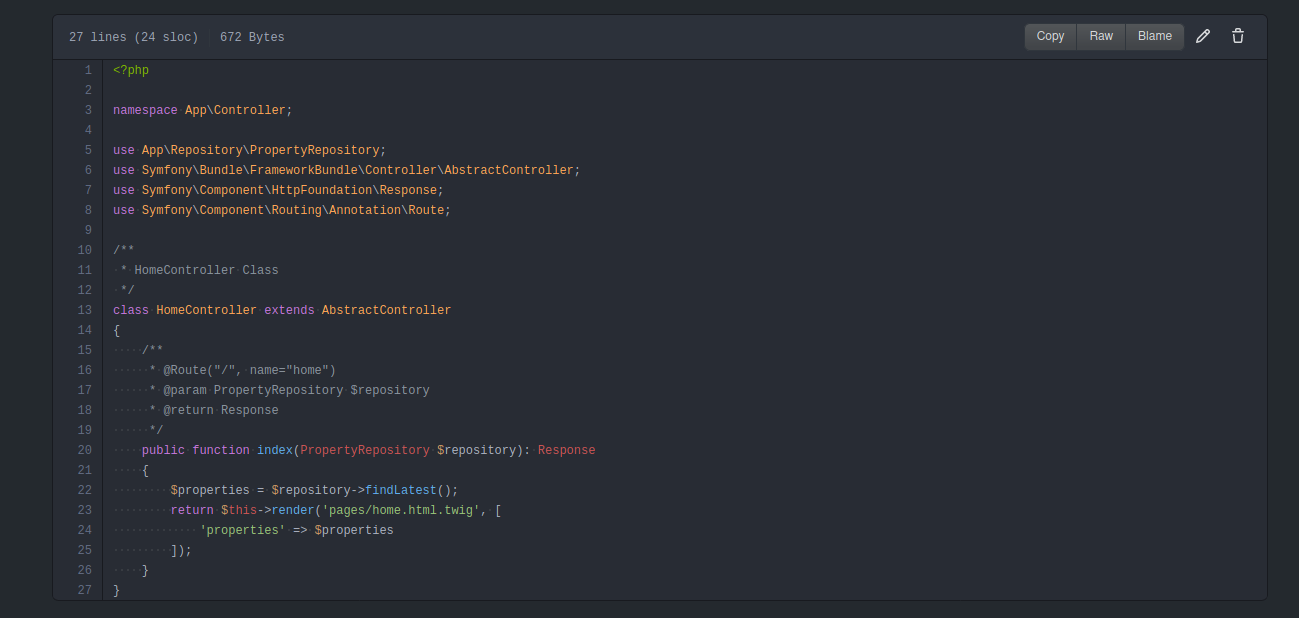 27 lines (24 sloc) 672 Bytes Copy Raw Blame
1 <?php
2
3 namespace App\Controller;
4
5 use App\Repository\PropertyRepository;
6 use Symfony\Bundle\FrameworkBundle\Controller\AbstractController;
7 use Symfony\Component\HttpFoundation\Response;
8 use Symfony\Component\Routing\Annotation\Route;
9
10 /**
11  * HomeController Class
12  */
13 class HomeController extends AbstractController
14 {
15     /**
16      * @Route("/", name="home")
17      * @param PropertyRepository $repository
18      * @return Response
19      */
20     public function index(PropertyRepository $repository): Response
21     {
22         $properties = $repository->findLatest();
23         return $this->render('pages/home.html.twig', [
24             'properties' => $properties
25         ]);
26     }
27 }